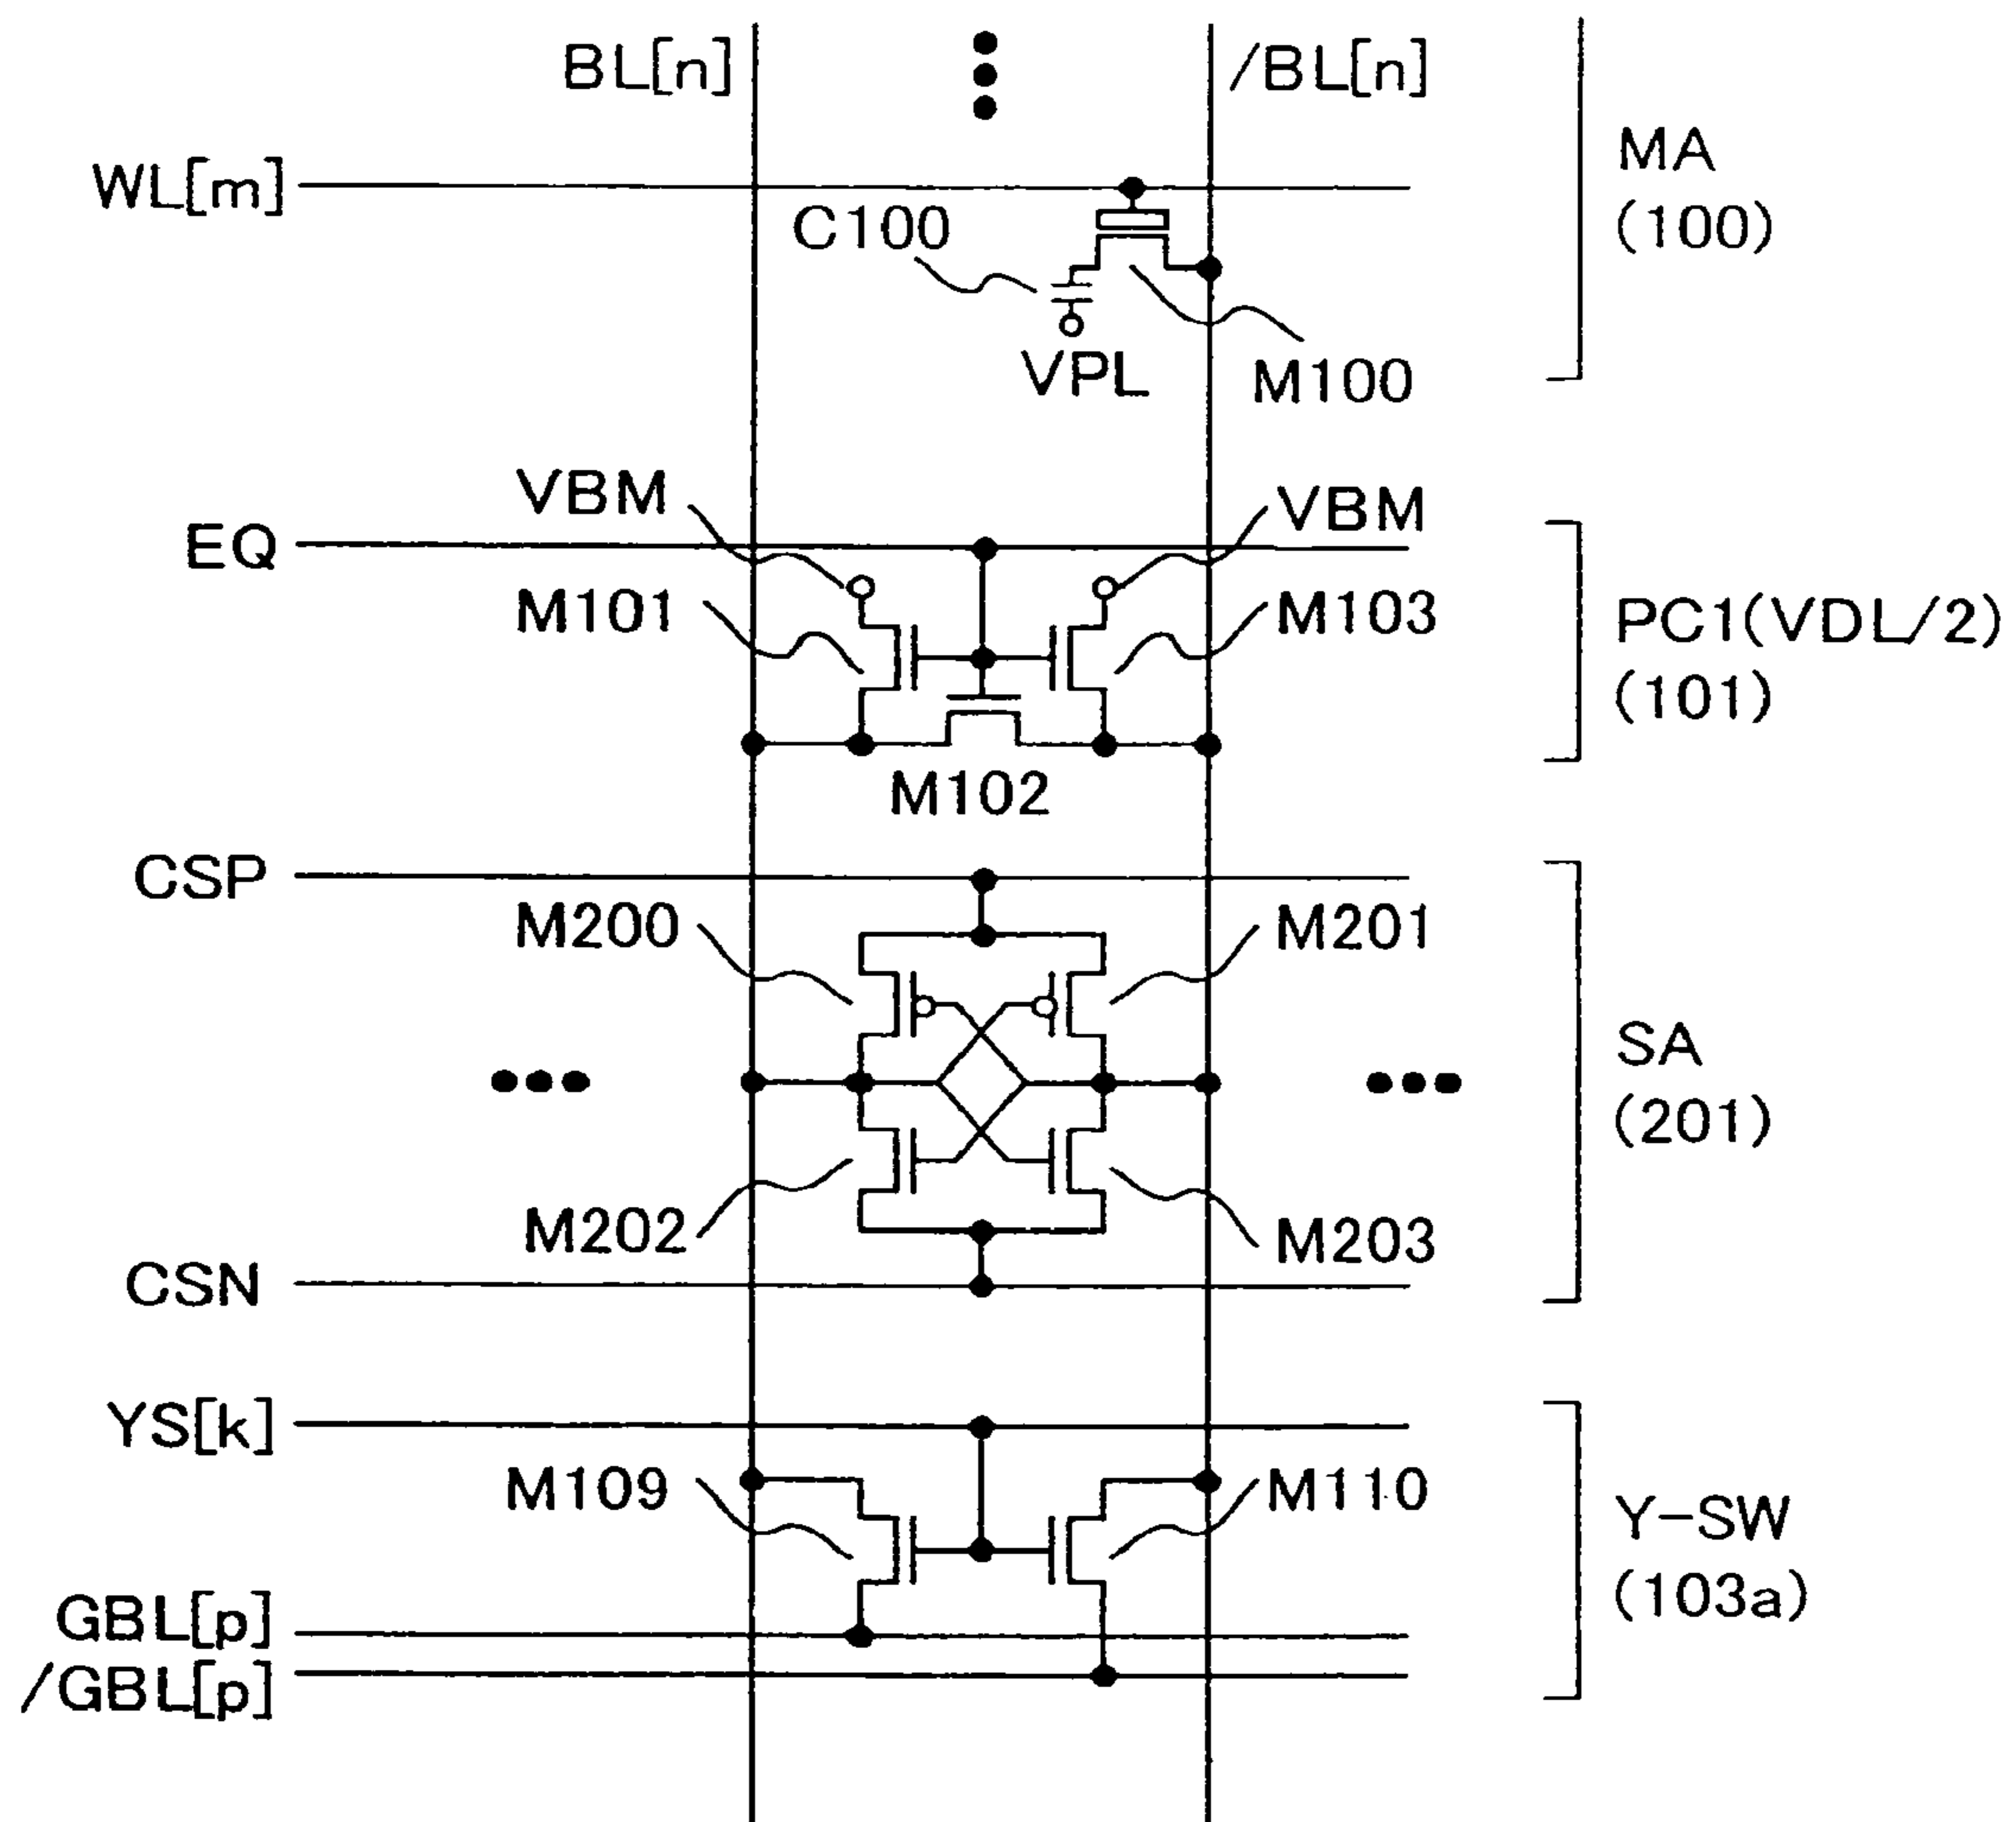 BL[n]
/BL[n]
WL[m]
C100
VPL
M100
MA
(100)
VBM
VBM
EQ
M101
M103
M102
PC1(VDL/2)
(101)
CSP
M200
M201
M202
M203
CSN
SA
(201)
YS[k]
M109
M110
GBL[p]
/GBL[p]
Y-SW
(103a)